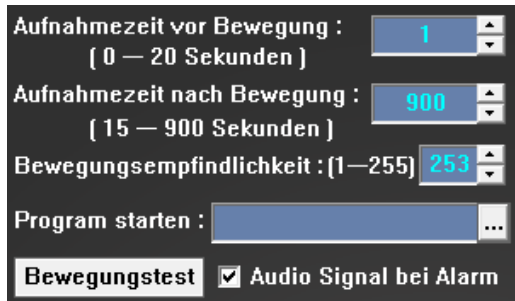 Aufnahmezeit vor Bewegung : 1
( 0 — 20 Sekunden )
Aufnahmezeit nach Bewegung : 900
( 15 — 900 Sekunden )
Bewegungsempfindlichkeit : (1—255) 253
Program starten : ...
Bewegungstest Audio Signal bei Alarm